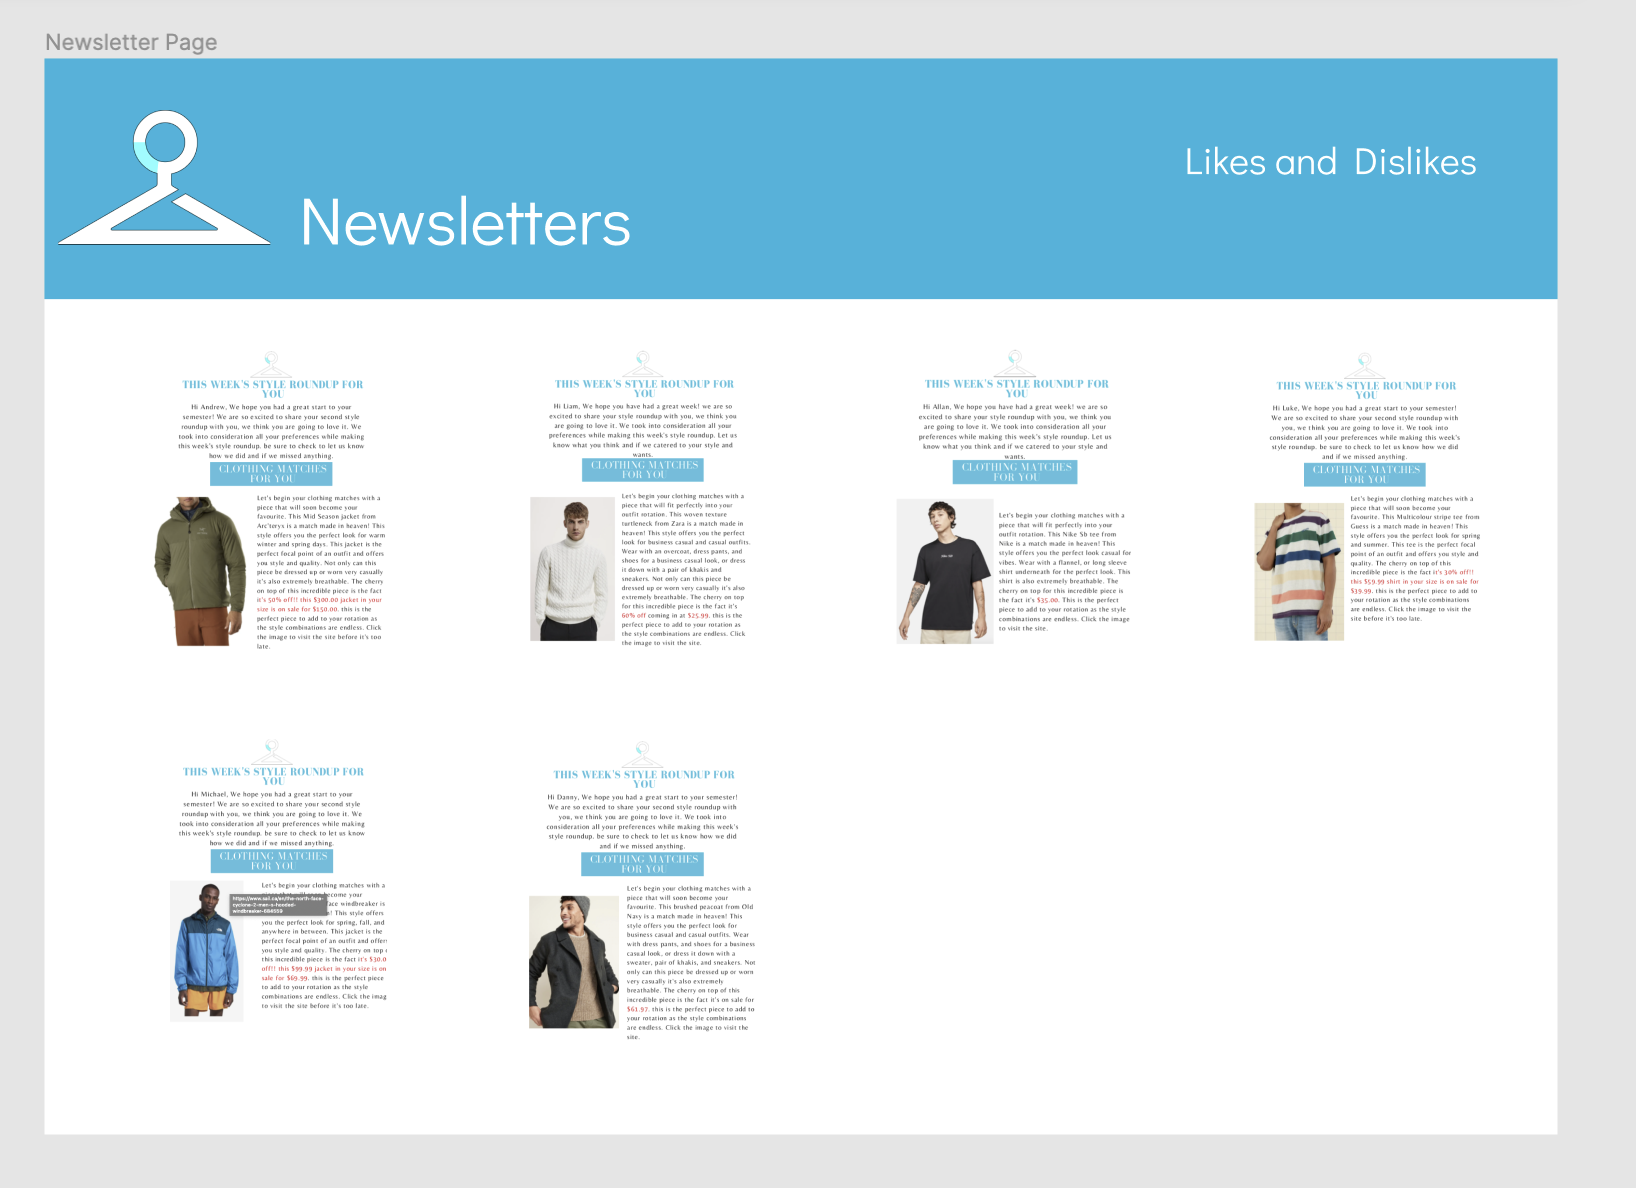 Newsletter Page
Newsletters
Likes and Dislikes
THIS WEEK'S STYLE ROUNDUP FOR
YOU
Hi Andrew, We hope you had a great start to your
semester! We are so excited to share your second style
roundup with you, we think you are going to love it. We
took into consideration all your preferences while making
this week's style roundup. be sure to check to let us know
how we did and if we missed anything.
CLOTHING MATCHES
FOR YOU
Let's begin your clothing matches with a
piece that will soon become your
favourite. This Mid Season jacket from
Arc'teryx is a match made in heaven! This
style offers you the perfect look for warm
winter and spring days. This jacket is the
perfect focal point of an outfit and offers
you style and quality. Not only can this
piece be dressed up or worn very casually
it's also extremely breathable. The cherry
on top of this incredible piece is the fact
it's 50% off!! this $300.00 jacket in your
size is on sale for $150.00. this is the
perfect piece to add to your rotation as
the style combinations are endless. Click
the image to visit the site before it's too
late.
THIS WEEK'S STYLE ROUNDUP FOR
YOU
Hi Liam, We hope you have had a great week! we are so
excited to share your style roundup with you, we think you
are going to love it. We took into consideration all your
preferences while making this week's style roundup. Let us
know what you think and if we catered to your style and
wants.
CLOTHING MATCHES
FOR YOU
Let's begin your clothing matches with a
piece that will fit perfectly into your
outfit rotation. This woven texture
turtleneck from Zara is a match made in
heaven! This style offers you the perfect
look for business casual and casual outfits.
Wear with an overcoat, dress pants, and
shoes for a business casual look, or dress
it down with a pair of khakis and
sneakers. Not only can this piece be
dressed up or worn very casually it's also
extremely breathable. The cherry on top
for this incredible piece is the fact it's
60% off coming in at $25.99. this is the
perfect piece to add to your rotation as
the style combinations are endless. Click
the image to visit the site.
THIS WEEK'S STYLE ROUNDUP FOR
YOU
Hi Allan, We hope you have had a great week! we are so
excited to share your style roundup with you, we think you
are going to love it. We took into consideration all your
preferences while making this week's style roundup. Let us
know what you think and if we catered to your style and
wants.
CLOTHING MATCHES
FOR YOU
Let's begin your clothing matches with a
piece that will fit perfectly into your
outfit rotation. This Nike Sb tee from
Nike is a match made in heaven! This
style offers you the perfect look casual for
vibes. Wear with a flannel, or long sleeve
shirt underneath for the perfect look. This
shirt is also extremely breathable. The
cherry on top for this incredible piece is
the fact it's $35.00. This is the perfect
piece to add to your rotation as the style
combinations are endless. Click the image
to visit the site.
THIS WEEK'S STYLE ROUNDUP FOR
YOU
Hi Luke, We hope you had a great start to your semester!
We are so excited to share your second style roundup with
you, we think you are going to love it. We took into
consideration all your preferences while making this week's
style roundup. be sure to check to let us know how we did
and if we missed anything.
CLOTHING MATCHES
FOR YOU
Let's begin your clothing matches with a
piece that will soon become your
favourite. This Multicolour stripe tee from
Guess is a match made in heaven! This
style offers you the perfect look for spring
and summer. This tee is the perfect focal
point of an outfit and offers you style and
quality. The cherry on top of this
incredible piece is the fact it's 30% off!!
this $59.99 shirt in your size is on sale for
$39.99. this is the perfect piece to add to
your rotation as the style combinations
are endless. Click the image to visit the
site before it's too late.
THIS WEEK'S STYLE ROUNDUP FOR
YOU
Hi Michael, We hope you had a great start to your
semester! We are so excited to share your second style
roundup with you, we think you are going to love it. We
took into consideration all your preferences while making
this week's style roundup. be sure to check to let us know
how we did and if we missed anything.
CLOTHING MATCHES
FOR YOU
https://www.sail.ca/en/the-north-face-
cyclone-2-men-s-hooded-
windbreaker-884559
Let's begin your clothing matches with a
become your
ace windbreaker is
! This style offers
you the perfect look for spring, fall, and
anywhere in between. This jacket is the
perfect focal point of an outfit and offers
you style and quality. The cherry on top
this incredible piece is the fact it's $30.0
off!! this $99.99 jacket in your size is on
sale for $69.99. this is the perfect piece
to add to your rotation as the style
combinations are endless. Click the imag
to visit the site before it's too late.
THIS WEEK'S STYLE ROUNDUP FOR
YOU
Hi Danny, We hope you had a great start to your semester!
We are so excited to share your second style roundup with
you, we think you are going to love it. We took into
consideration all your preferences while making this week's
style roundup. be sure to check to let us know how we did
and if we missed anything.
CLOTHING MATCHES
FOR YOU
Let's begin your clothing matches with a
piece that will soon become your
favourite. This brushed peacoat from Old
Navy is a match made in heaven! This
style offers you the perfect look for
business casual and casual outfits. Wear
with dress pants, and shoes for a business
casual look, or dress it down with a
sweater, pair of khakis, and sneakers. Not
only can this piece be dressed up or worn
very casually it's also extremely
breathable. The cherry on top of this
incredible piece is the fact it's on sale for
$61.97. this is the perfect piece to add to
your rotation as the style combinations
are endless. Click the image to visit the
site.